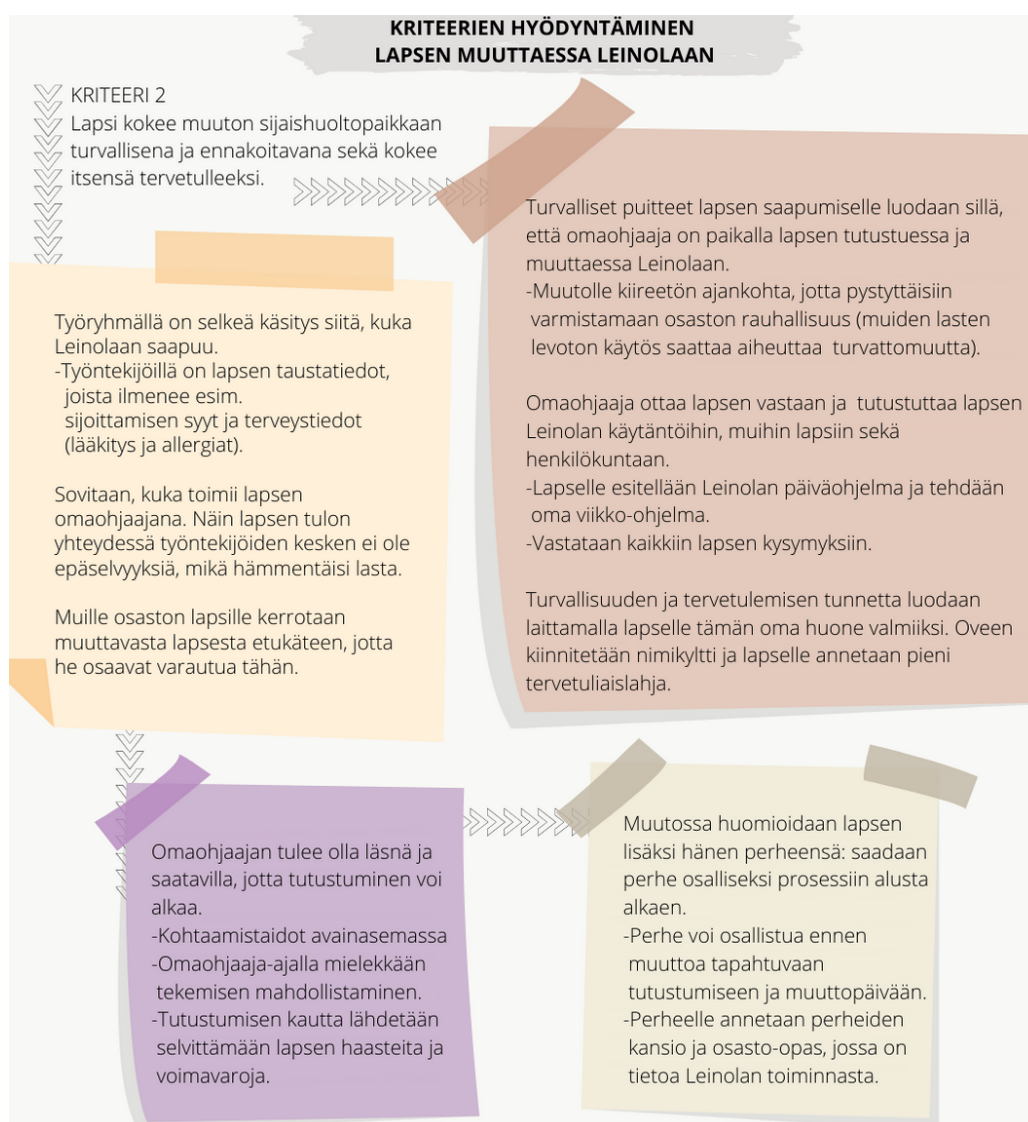 KRITEERIEN HYÖDYNTÄMINEN
LAPSEN MUUTTAESSA LEINOLAAN
KRITEERI 2
Lapsi kokee muuton sijaishuoltopaikkaan
turvallisena ja ennakoitavana sekä kokee
itsensä tervetulleeksi.
Työryhmällä on selkeä käsitys siitä, kuka
Leinolaan saapuu.
-Työntekijöillä on lapsen taustatiedot,
joista ilmenee esim.
sijoittamisen syyt ja terveystiedot
(lääkitys ja allergiat).
Sovitaan, kuka toimii lapsen
omaohjaajana. Näin lapsen tulon
yhteydessä työntekijöiden kesken ei ole
epäselvyyksiä, mikä hämmentäisi lasta.
Muille osaston lapsille kerrotaan
muuttavasta lapsesta etukäteen, jotta
he osaavat varautua tähän.
Turvalliset puitteet lapsen saapumiselle luodaan sillä,
että omaohjaaja on paikalla lapsen tutustuessa ja
muuttaessa Leinolaan.
-Muutolle kiireetön ajankohta, jotta pystyttäisiin
varmistamaan osaston rauhallisuus (muiden lasten
levoton käytös saattaa aiheuttaa turvattomuutta).
Omaohjaaja ottaa lapsen vastaan ja tutustuttaa lapsen
Leinolan käytäntöihin, muihin lapsiin sekä
henkilökuntaan.
-Lapselle esitellään Leinolan päiväohjelma ja tehdään
oma viikko-ohjelma.
-Vastataan kaikkiin lapsen kysymyksiin.
Turvallisuuden ja tervetulemisen tunnetta luodaan
laittamalla lapselle tämän oma huone valmiiksi. Oveen
kiinnitetään nimikyltti ja lapselle annetaan pieni
tervetuliaislahja.
Omaohjaajan tulee olla läsnä ja
saatavilla, jotta tutustuminen voi
alkaa.
-Kohtaamistaidot avainasemassa
-Omaohjaaja-ajalla mielekkään
tekemisen mahdollistaminen.
-Tutustumisen kautta lähdetään
selvittämään lapsen haasteita ja
voimavaroja.
Muutossa huomioidaan lapsen
lisäksi hänen perheensä: saadaan
perhe osalliseksi prosessiin alusta
alkaen.
-Perhe voi osallistua ennen
muuttoa tapahtuvaan
tutustumiseen ja muuttopäivään.
-Perheelle annetaan perheiden
kansio ja osasto-opas, jossa on
tietoa Leinolan toiminnasta.